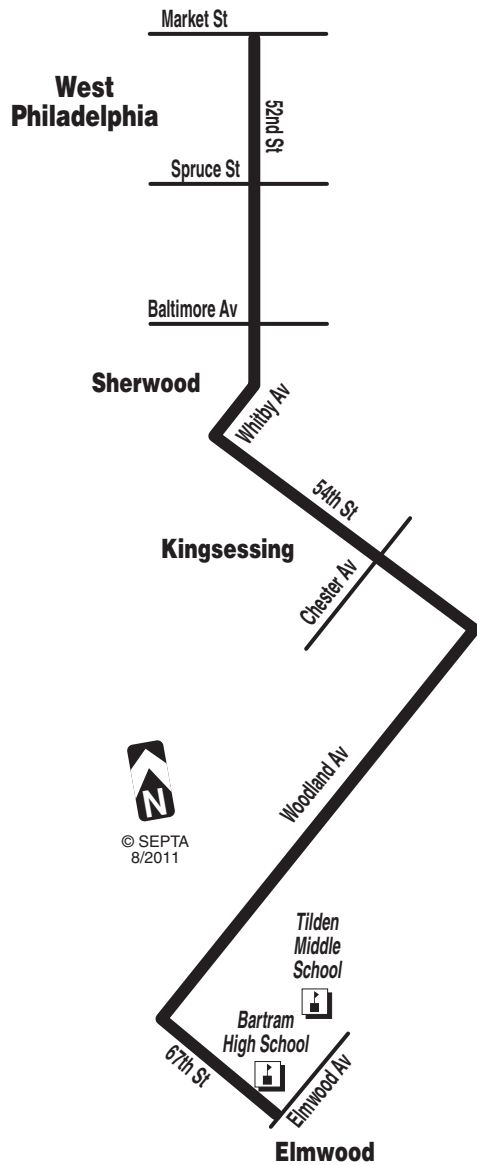 Market St
West
Philadelphia
52nd St
Spruce St
Baltimore Av
Sherwood
Whitby Av
54th St
Kingsessing
Chester Av
Woodland Av
N
© SEPTA
8/2011
Tilden
Middle
School
Bartram
High School
67th St
Elmwood Av
Elmwood